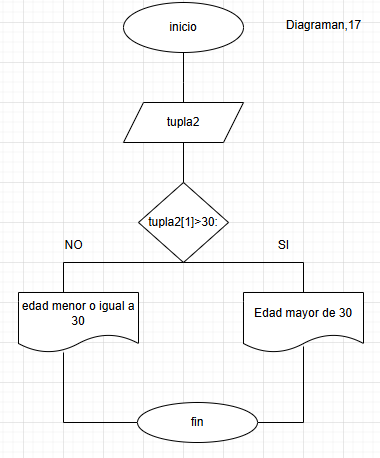 inicio
Diagraman,17
tupla2
tupla2[1]>30:
NO
SI
edad menor o igual a
30
Edad mayor de 30
fin